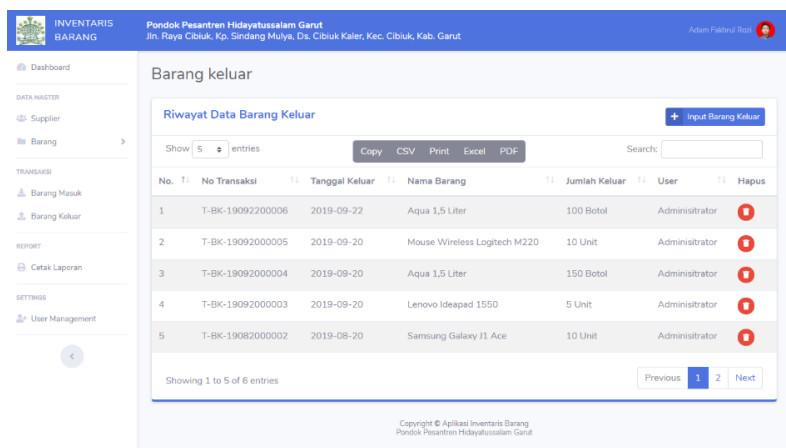 INVENTARIS
BARANG
Pondok Pesantren Hidayatussalam Garut
Jln. Raya Cibiuk, Kp. Sindang Mulya, Ds. Cibiuk Kaler, Kec. Cibiuk, Kab. Garut
Adam Fakhrul Rozi
Dashboard
DATA MASTER
Supplier
Barang
TRANSAKSI
Barang Masuk
Barang Keluar
REPORT
Cetak Laporan
SETTINGS
User Management
Barang keluar
Riwayat Data Barang Keluar
+ Input Barang Keluar
Show 5 entries Copy CSV Print Excel PDF Search:
No. No Transaksi Tanggal Keluar Nama Barang Jumlah Keluar User Hapus
1 T-BK-19092200006 2019-09-22 Aqua 1,5 Liter 100 Botol Adminisitrator
2 T-BK-19092000005 2019-09-20 Mouse Wireless Logitech M220 10 Unit Adminisitrator
3 T-BK-19092000004 2019-09-20 Aqua 1,5 Liter 150 Botol Adminisitrator
4 T-BK-19092000003 2019-09-20 Lenovo Ideapad 1550 5 Unit Adminisitrator
5 T-BK-19082000002 2019-08-20 Samsung Galaxy J1 Ace 10 Unit Adminisitrator
Showing 1 to 5 of 6 entries
Previous 1 2 Next
Copyright © Aplikasi Inventaris Barang
Pondok Pesantren Hidayatussalam Garut